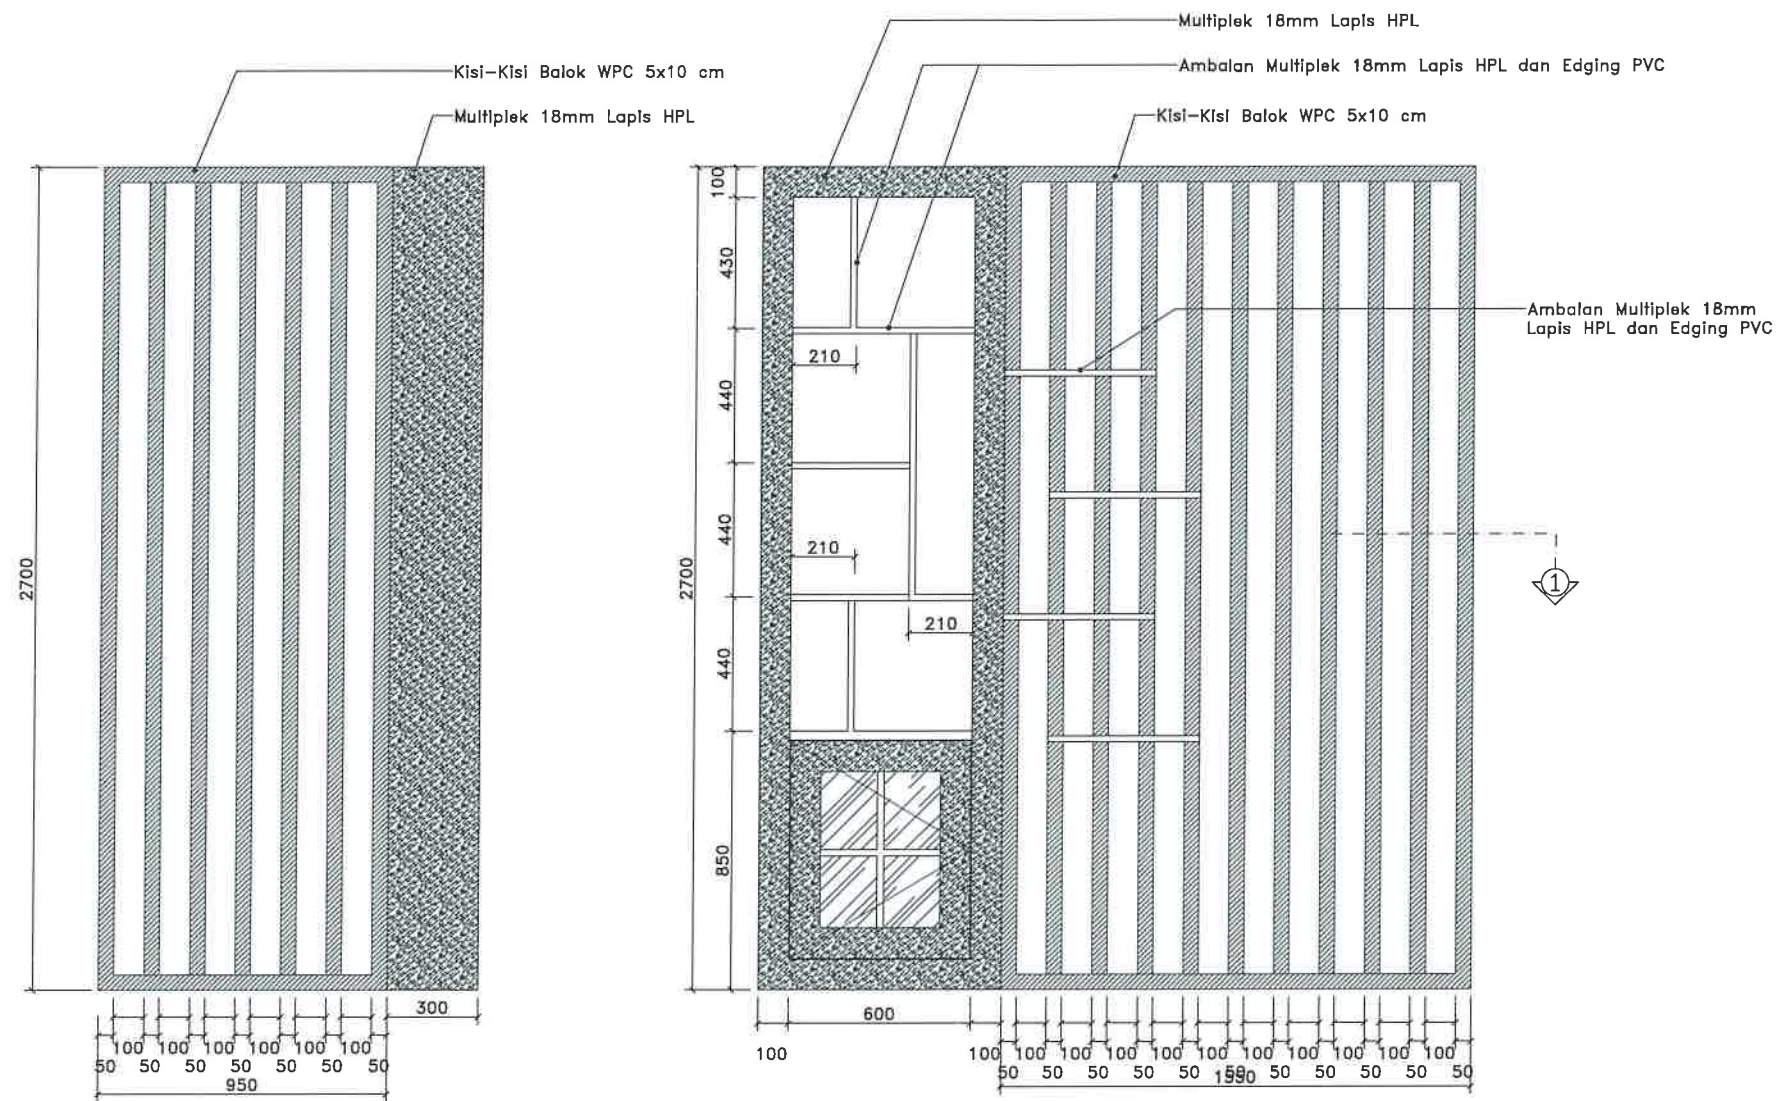 Multiplek 18mm Lapis HPL
Kisi-Kisi Balok WPC 5x10 cm
Ambalan Multiplek 18mm Lapis HPL dan Edging PVC
Multiplek 18mm Lapis HPL
Kisi-Kisi Balok WPC 5x10 cm
Ambalan Multiplek 18mm
Lapis HPL dan Edging PVC
2700
300
100 100 100 100 100 100
50 50 50 50 50 50 50
950
2700
100
430
440
440
440
850
210
210
210
1
600
100
100 100 100 100 100 100 100 100 100 100 100
50 50 50 50 50 50 50 50 50 50 50